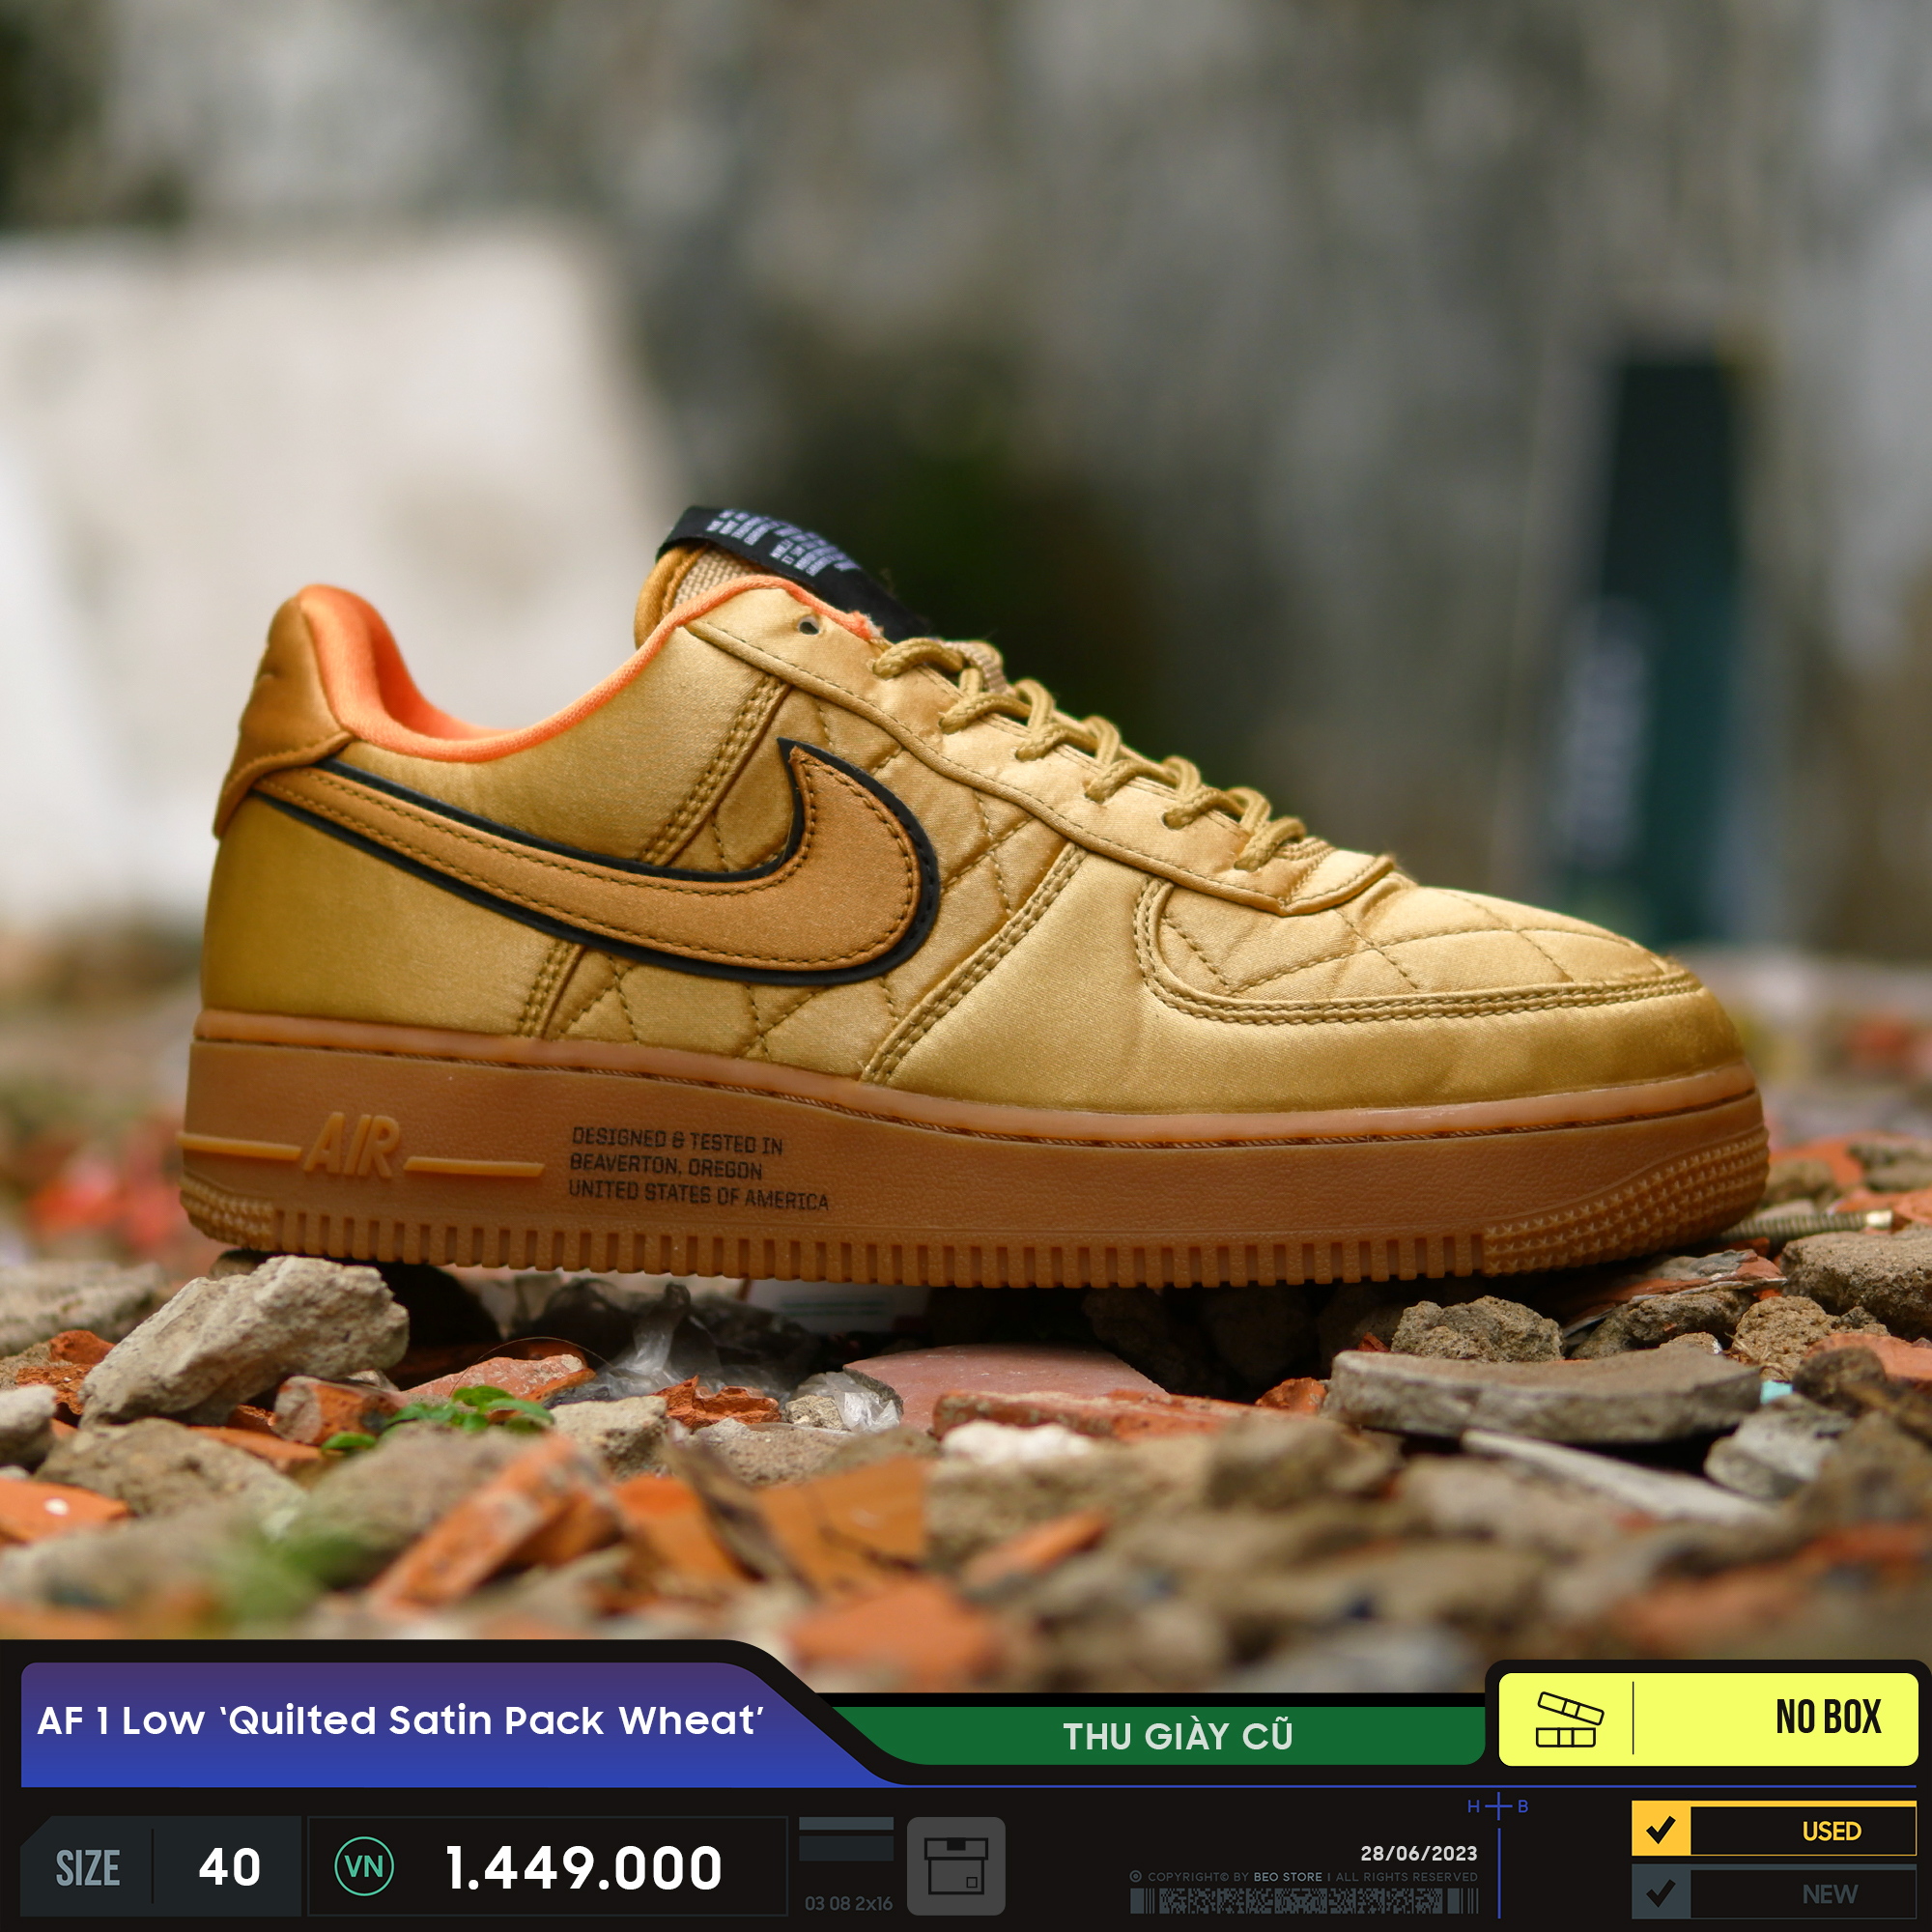 AIR
DESIGNED & TESTED IN
BEAVERTON, OREGON
UNITED STATES OF AMERICA
AF 1 Low ‘Quilted Satin Pack Wheat’
THU GIÀY CŨ
NO BOX
SIZE 40
VN 1.449.000
03 08 2x16
H B
28/06/2023
© COPYRIGHT© BY BEO STORE | ALL RIGHTS RESERVED
USED
NEW